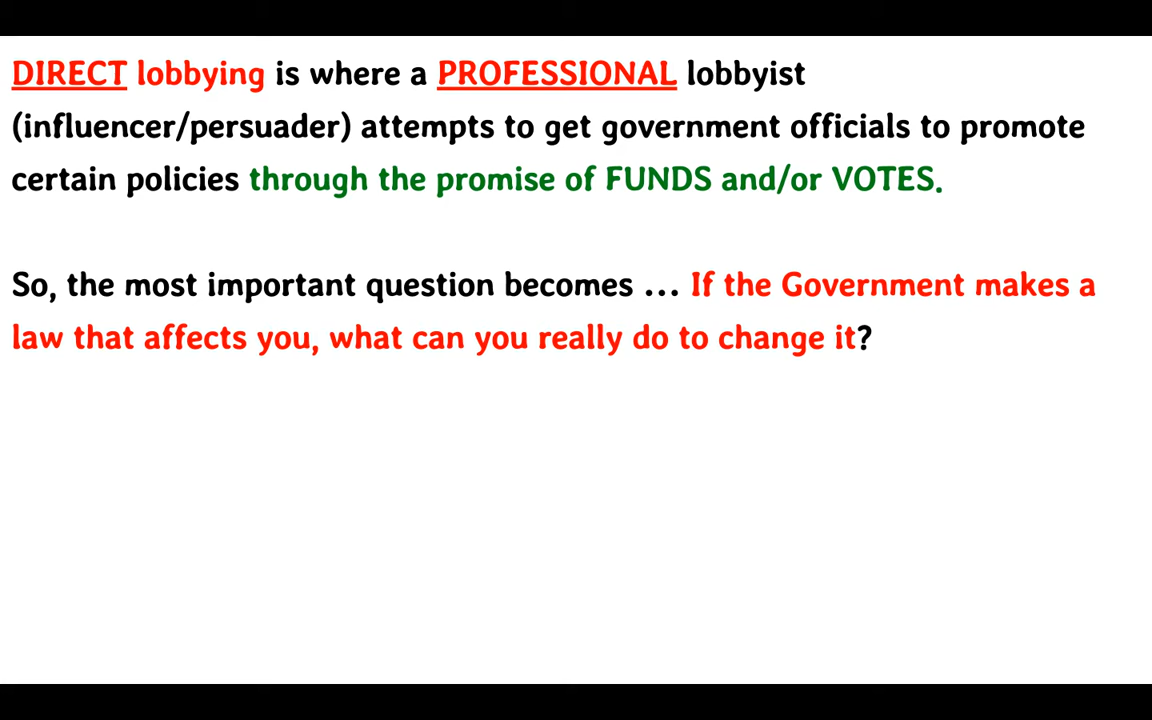 DIRECT lobbying is where a PROFESSIONAL lobbyist
(influencer/persuader) attempts to get government officials to promote
certain policies through the promise of FUNDS and/or VOTES.
So, the most important question becomes … If the Government makes a
law that affects you, what can you really do to change it?